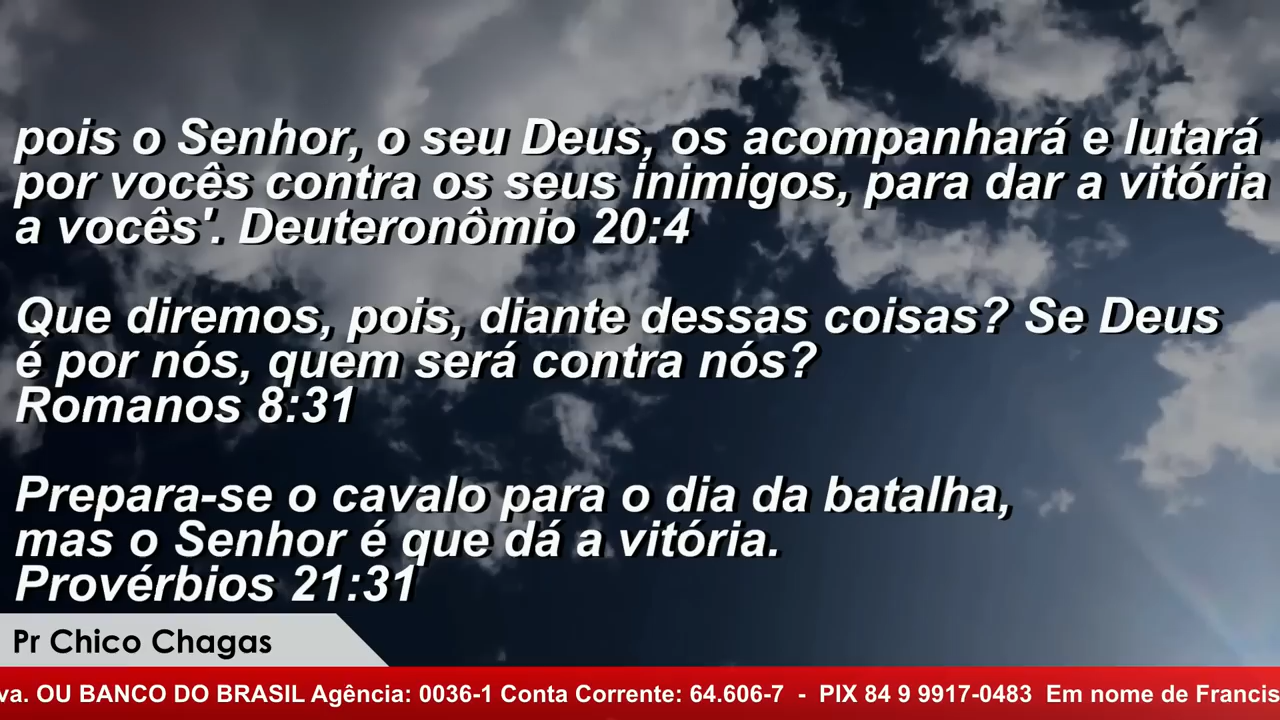 pois o Senhor, o seu Deus, os acompanhará e lutará
por vocês contra os seus inimigos, para dar a vitória
a vocês'. Deuteronômio 20:4
Que diremos, pois, diante dessas coisas? Se Deus
é por nós, quem será contra nós?
Romanos 8:31
Prepara-se o cavalo para o dia da batalha,
mas o Senhor é que dá a vitória.
Provérbios 21:31
Pr Chico Chagas
va. OU BANCO DO BRASIL Agência: 0036-1 Conta Corrente: 64.606-7 - PIX 84 9 9917-0483 Em nome de Francis